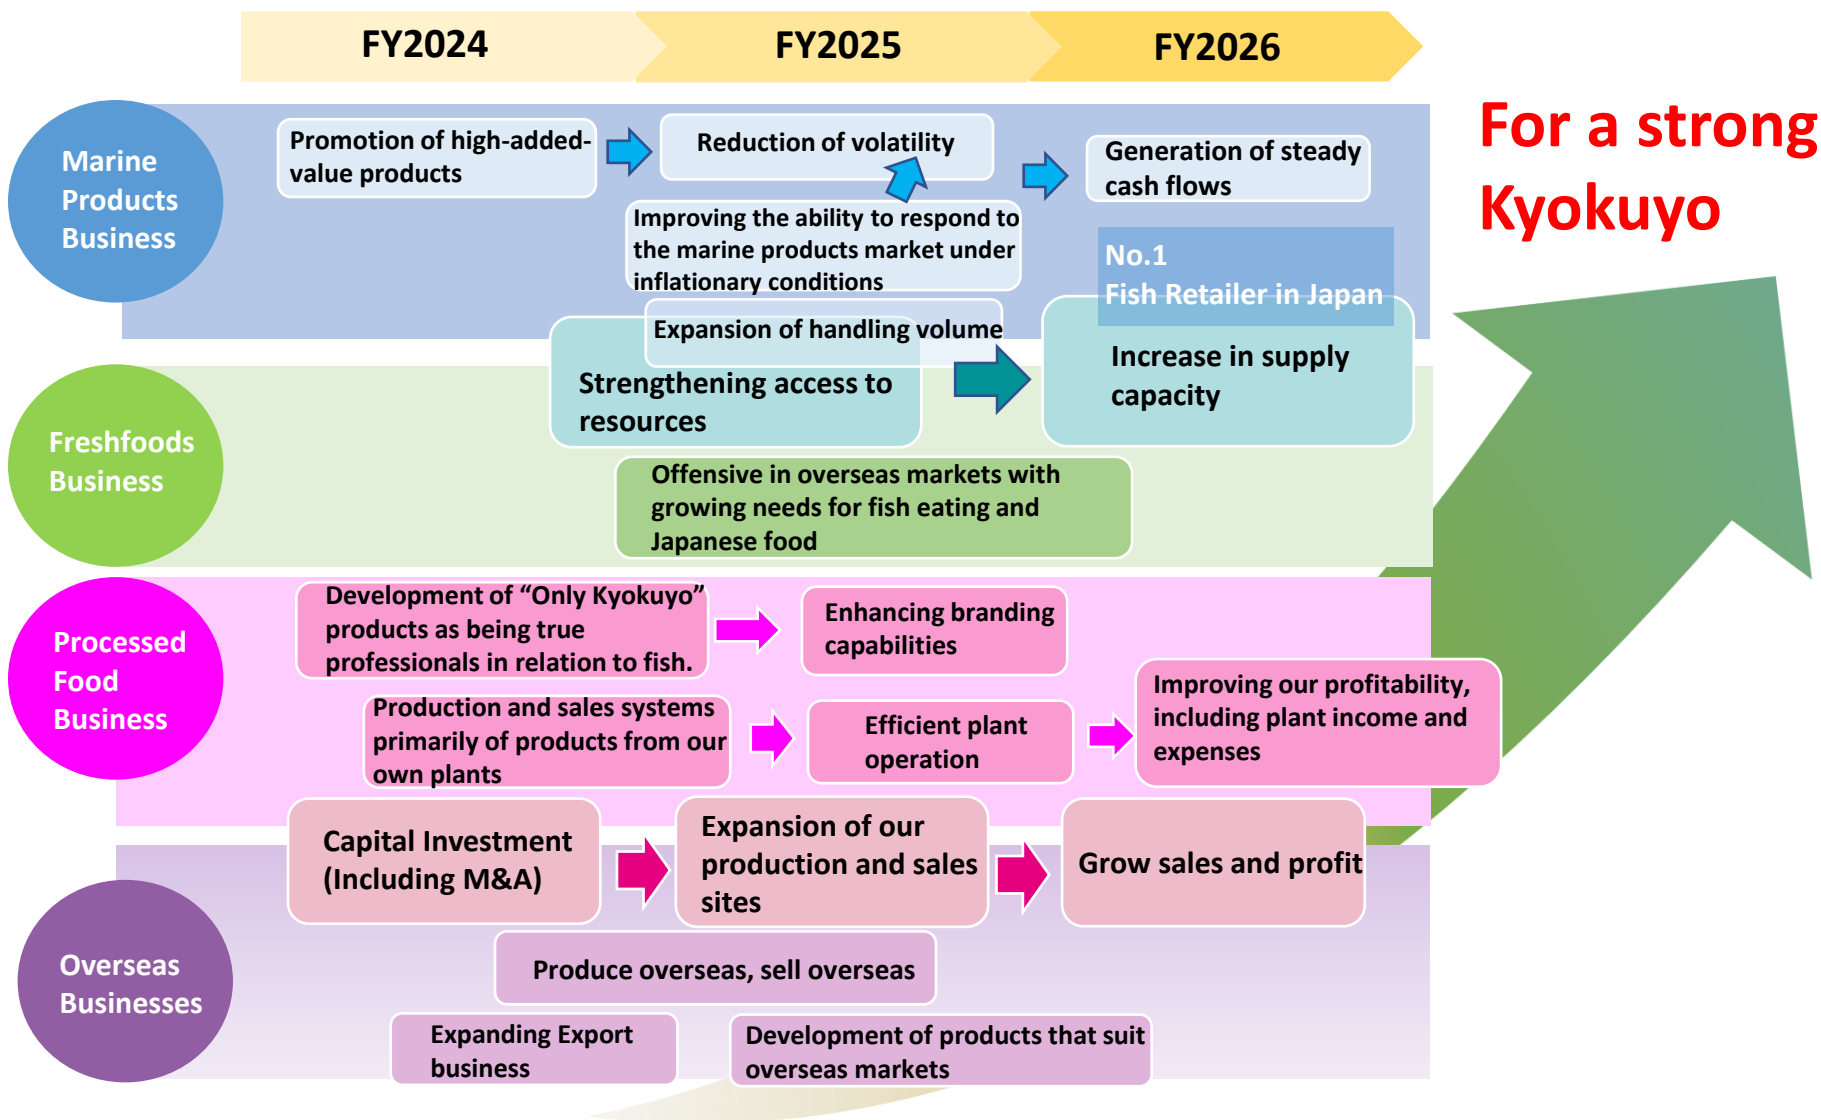 FY2024
FY2025
FY2026
For a strong
Kyokuyo
Marine
Products
Business
Promotion of high-added-
value products
Reduction of volatility
Generation of steady
cash flows
Improving the ability to respond to
the marine products market under
inflationary conditions
No.1
Fish Retailer in Japan
Expansion of handling volume
Strengthening access to
resources
Increase in supply
capacity
Freshfoods
Business
Offensive in overseas markets with
growing needs for fish eating and
Japanese food
Processed
Food
Business
Development of “Only Kyokuyo”
products as being true
professionals in relation to fish.
Enhancing branding
capabilities
Production and sales systems
primarily of products from our
own plants
Efficient plant
operation
Improving our profitability,
including plant income and
expenses
Capital Investment
(Including M&A)
Expansion of our
production and sales
sites
Grow sales and profit
Overseas
Businesses
Produce overseas, sell overseas
Expanding Export
business
Development of products that suit
overseas markets